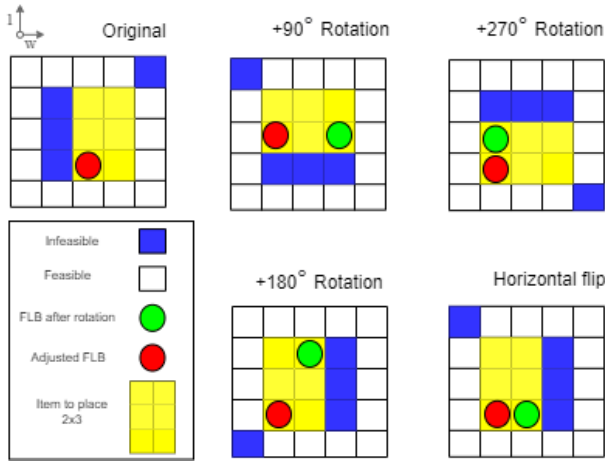 l
w
Original
+90° Rotation
+270° Rotation
Infeasible
Feasible
FLB after rotation
Adjusted FLB
Item to place
2x3
+180° Rotation
Horizontal flip